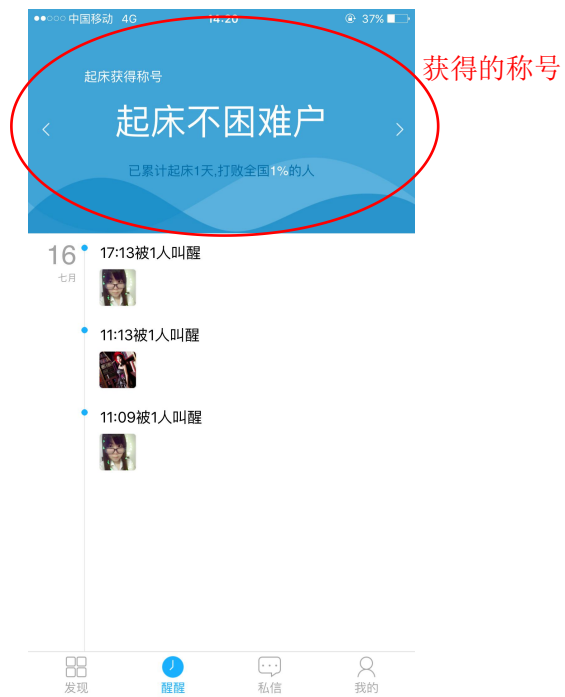 中国移动 4G 14:20 37%
获得的称号
起床获得称号
起床不困难户
已累计起床1天,打败全国1%的人
16
七月
17:13被1人叫醒
11:13被1人叫醒
11:09被1人叫醒
发现 醒醒 私信 我的